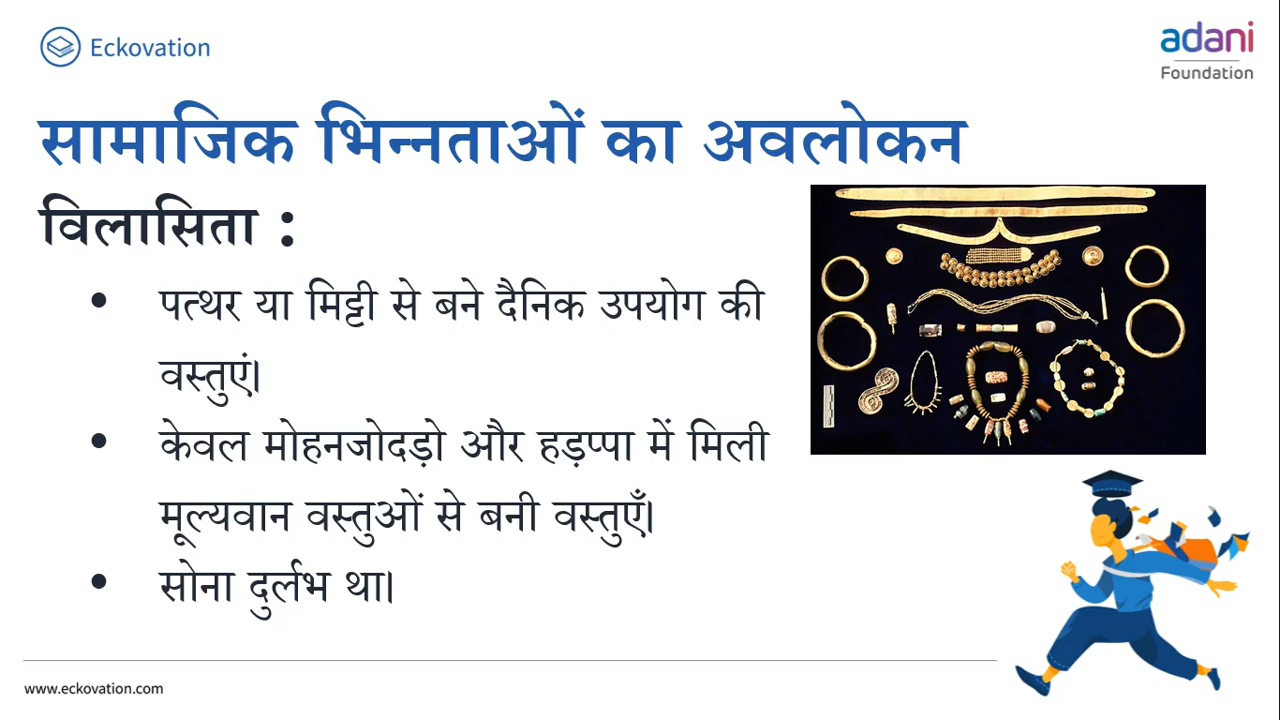 Eckovation
adani
Foundation
सामाजिक भिन्नताओं का अवलोकन
विलासिता :
• पत्थर या मिट्टी से बने दैनिक उपयोग की
वस्तुएं।
• केवल मोहनजोदड़ो और हड़प्पा में मिली
मूल्यवान वस्तुओं से बनी वस्तुएँ।
• सोना दुर्लभ था।
www.eckovation.com